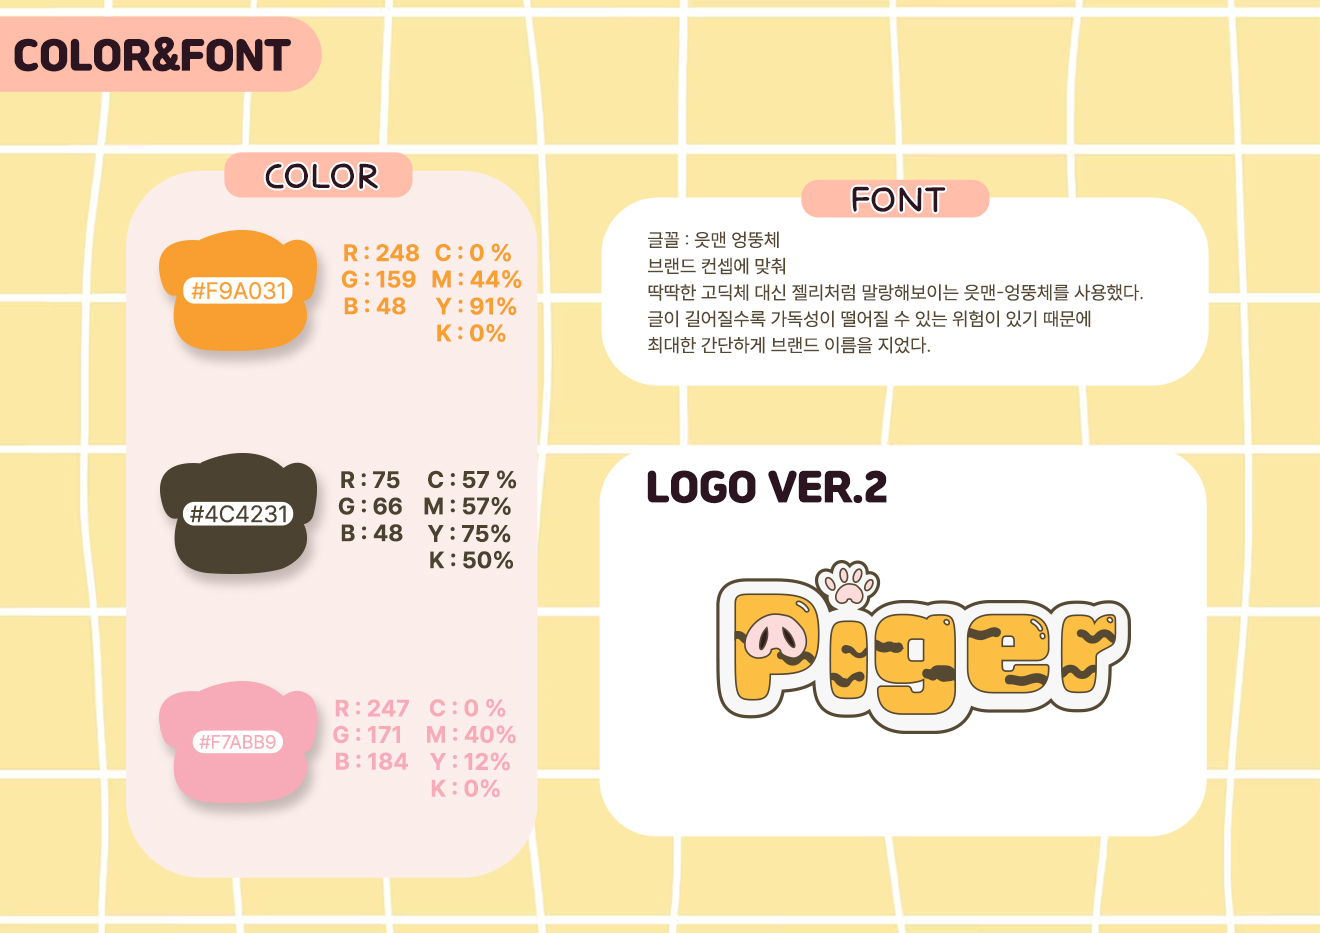 COLOR&FONT
COLOR
#F9A031
R : 248 C : 0 %
G : 159 M : 44%
B : 48 Y : 91%
K : 0%
#4C4231
R : 75 C : 57 %
G : 66 M : 57%
B : 48 Y : 75%
K : 50%
#F7ABB9
R : 247 C : 0 %
G : 171 M : 40%
B : 184 Y : 12%
K : 0%
FONT
글꼴 : 웃맨 엉뚱체
브랜드 컨셉에 맞춰
딱딱한 고딕체 대신 젤리처럼 말랑해보이는 웃맨-엉뚱체를 사용했다.
글이 길어질수록 가독성이 떨어질 수 있는 위험이 있기 때문에
최대한 간단하게 브랜드 이름을 지었다.
LOGO VER.2
Piger